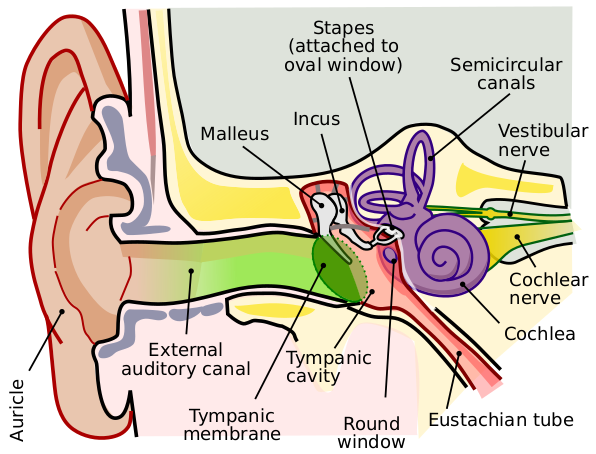 Stapes
(attached to
oval window)
Semicircular
canals
Incus
Malleus
Vestibular
nerve
Cochlear
nerve
Cochlea
External
auditory canal
Tympanic
cavity
Auricle
Tympanic
membrane
Round
window
Eustachian tube